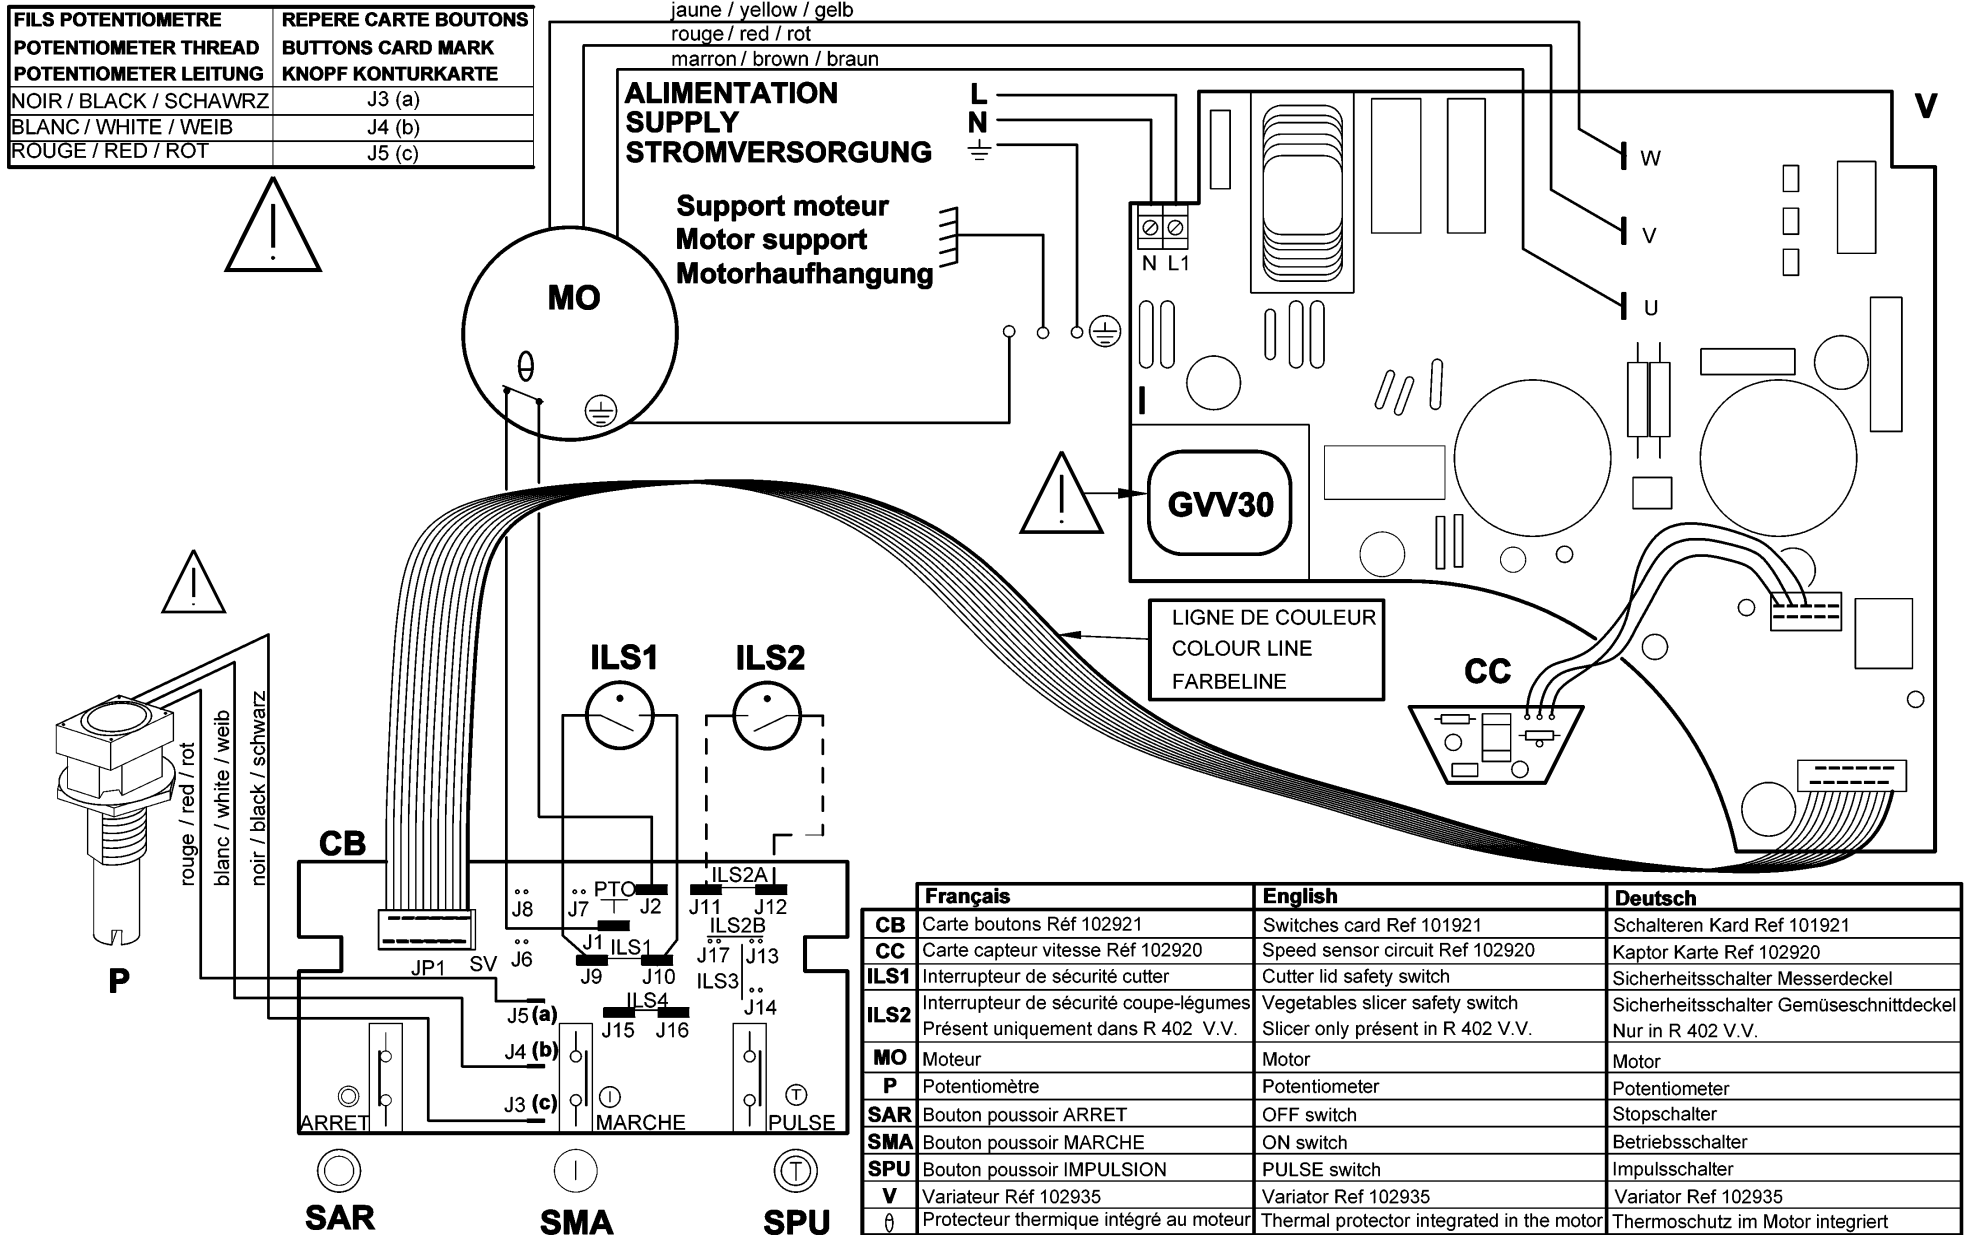 FILS POTENTIOMETRE
REPERE CARTE BOUTONS
POTENTIOMETER THREAD
BUTTONS CARD MARK
POTENTIOMETER LEITUNG
KNOPF KONTURKARTE
NOIR / BLACK / SCHAWRZ
J3 (a)
BLANC / WHITE / WEIB
J4 (b)
ROUGE / RED / ROT
J5 (c)
!
jaune / yellow / gelb
rouge / red / rot
marron / brown / braun
ALIMENTATION
SUPPLY
STROMVERSORGUNG
L
N
Support moteur
Motor support
Motorhaufhangung
MO
θ
V
W
V
U
N L1
!
GVV30
!
LIGNE DE COULEUR
COLOUR LINE
FARBELINE
CC
ILS1
ILS2
rouge / red / rot
blanc / white / weib
noir / black / schwarz
P
CB
J8
J7
PTO
J2
J11
ILS2A
J12
J1
ILS1
ILS2B
J6
J9
J10
J17
J13
JP1
SV
ILS3
J14
ILS4
J15
J16
J5 (a)
J4 (b)
J3 (c)
ARRET
I
MARCHE
T
PULSE
I
T
SAR
SMA
SPU
Français
English
Deutsch
CB
Carte boutons Réf 102921
Switches card Ref 101921
Schalteren Kard Ref 101921
CC
Carte capteur vitesse Réf 102920
Speed sensor circuit Ref 102920
Kaptor Karte Ref 102920
ILS1
Interrupteur de sécurité cutter
Cutter lid safety switch
Sicherheitsschalter Messerdeckel
ILS2
Interrupteur de sécurité coupe-légumes
Présent uniquement dans R 402 V.V.
Vegetables slicer safety switch
Slicer only présent in R 402 V.V.
Sicherheitsschalter Gemüseschnittdeckel
Nur in R 402 V.V.
MO
Moteur
Motor
Motor
P
Potentiomètre
Potentiometer
Potentiometer
SAR
Bouton poussoir ARRET
OFF switch
Stopschalter
SMA
Bouton poussoir MARCHE
ON switch
Betriebsschalter
SPU
Bouton poussoir IMPULSION
PULSE switch
Impulsschalter
V
Variateur Réf 102935
Variator Ref 102935
Variator Ref 102935
θ
Protecteur thermique intégré au moteur
Thermal protector integrated in the motor
Thermoschutz im Motor integriert